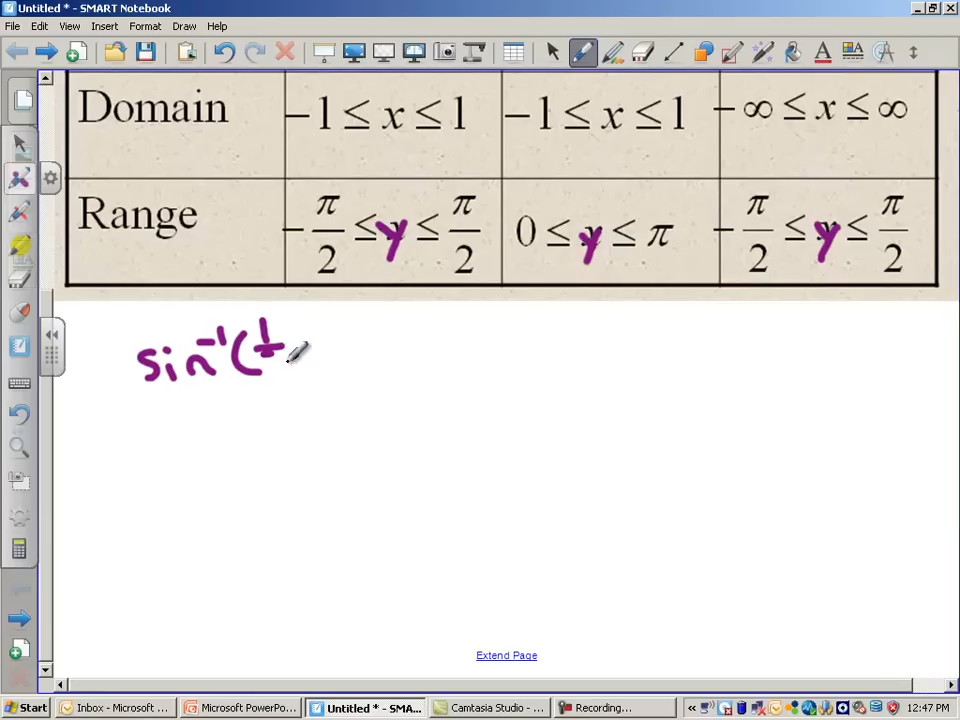 Untitled * - SMART Notebook
File Edit View Insert Format Draw Help
Domain −1 ≤ x ≤ 1 −1 ≤ x ≤ 1 −∞ ≤ x ≤ ∞
Range −π/2 ≤ y ≤ π/2 0 ≤ y ≤ π −π/2 ≤ y ≤ π/2
sin⁻¹(1
Extend Page
Start Inbox - Microsoft ... Microsoft PowerPo... Untitled * - SMA... Camtasia Studio - ... Recording... 12:47 PM